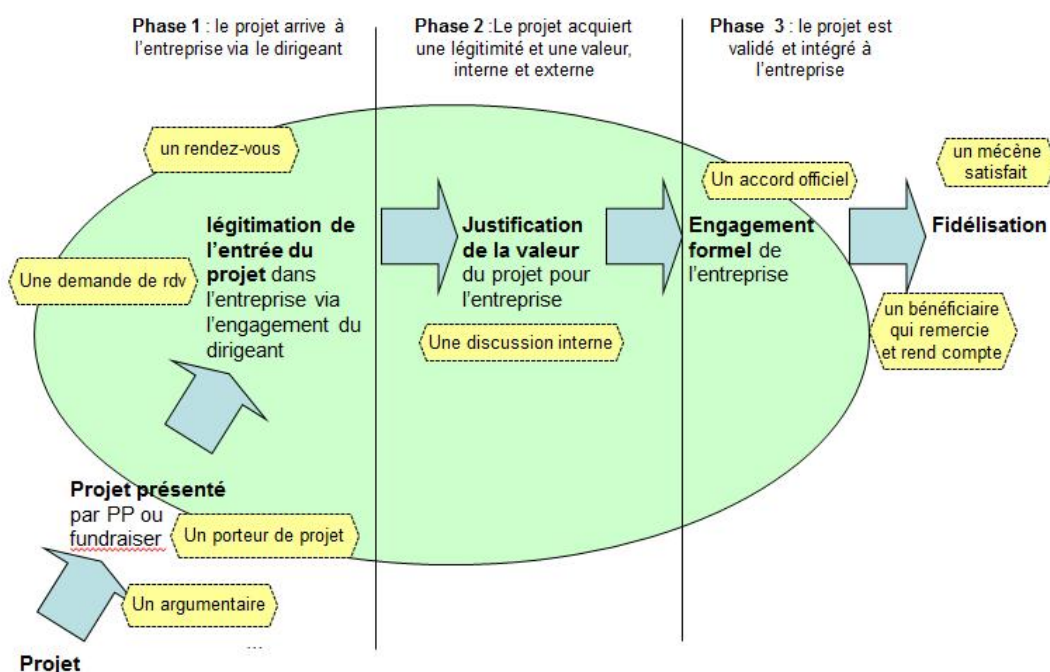 Phase 1 : le projet arrive à
l'entreprise via le dirigeant
Phase 2 :Le projet acquiert
une légitimité et une valeur,
interne et externe
Phase 3 : le projet est
validé et intégré à
l'entreprise
un rendez-vous
Une demande de rdv
légitimation de
l'entrée du
projet dans
l'entreprise via
l'engagement du
dirigeant
Justification
de la valeur
du projet pour
l'entreprise
Une discussion interne
Un accord officiel
Engagement
formel de
l'entreprise
un mécène
satisfait
Fidélisation
un bénéficiaire
qui remercie
et rend compte
Projet présenté
par PP ou
fundraiser
Un porteur de projet
Un argumentaire
...
Projet